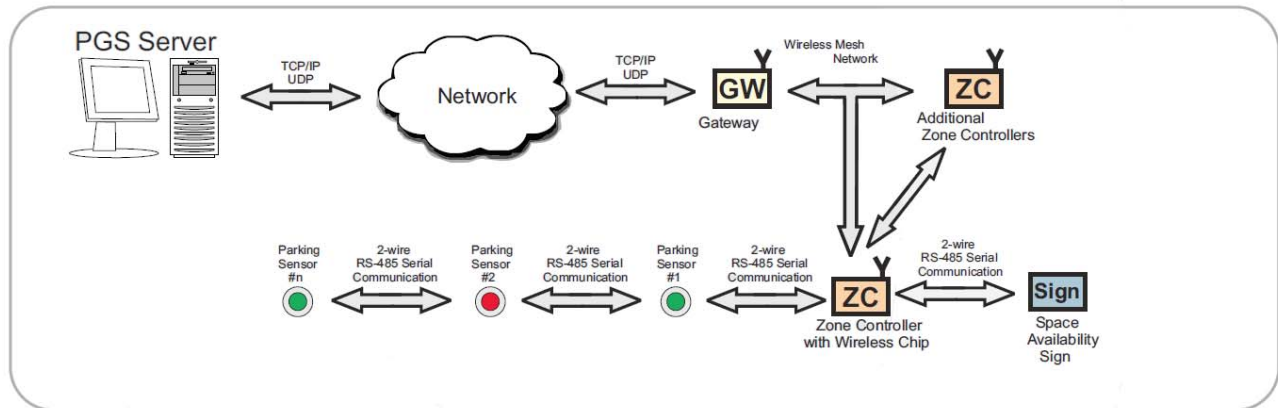 PGS Server
TCP/IP
UDP
Network
TCP/IP
UDP
GW
Gateway
Wireless Mesh
Network
ZC
Additional
Zone Controllers
Parking
Sensor
#n
2-wire
RS-485 Serial
Communication
Parking
Sensor
#2
2-wire
RS-485 Serial
Communication
Parking
Sensor
#1
2-wire
RS-485 Serial
Communication
ZC
Zone Controller
with Wireless Chip
2-wire
RS-485 Serial
Communication
Sign
Space
Availability
Sign